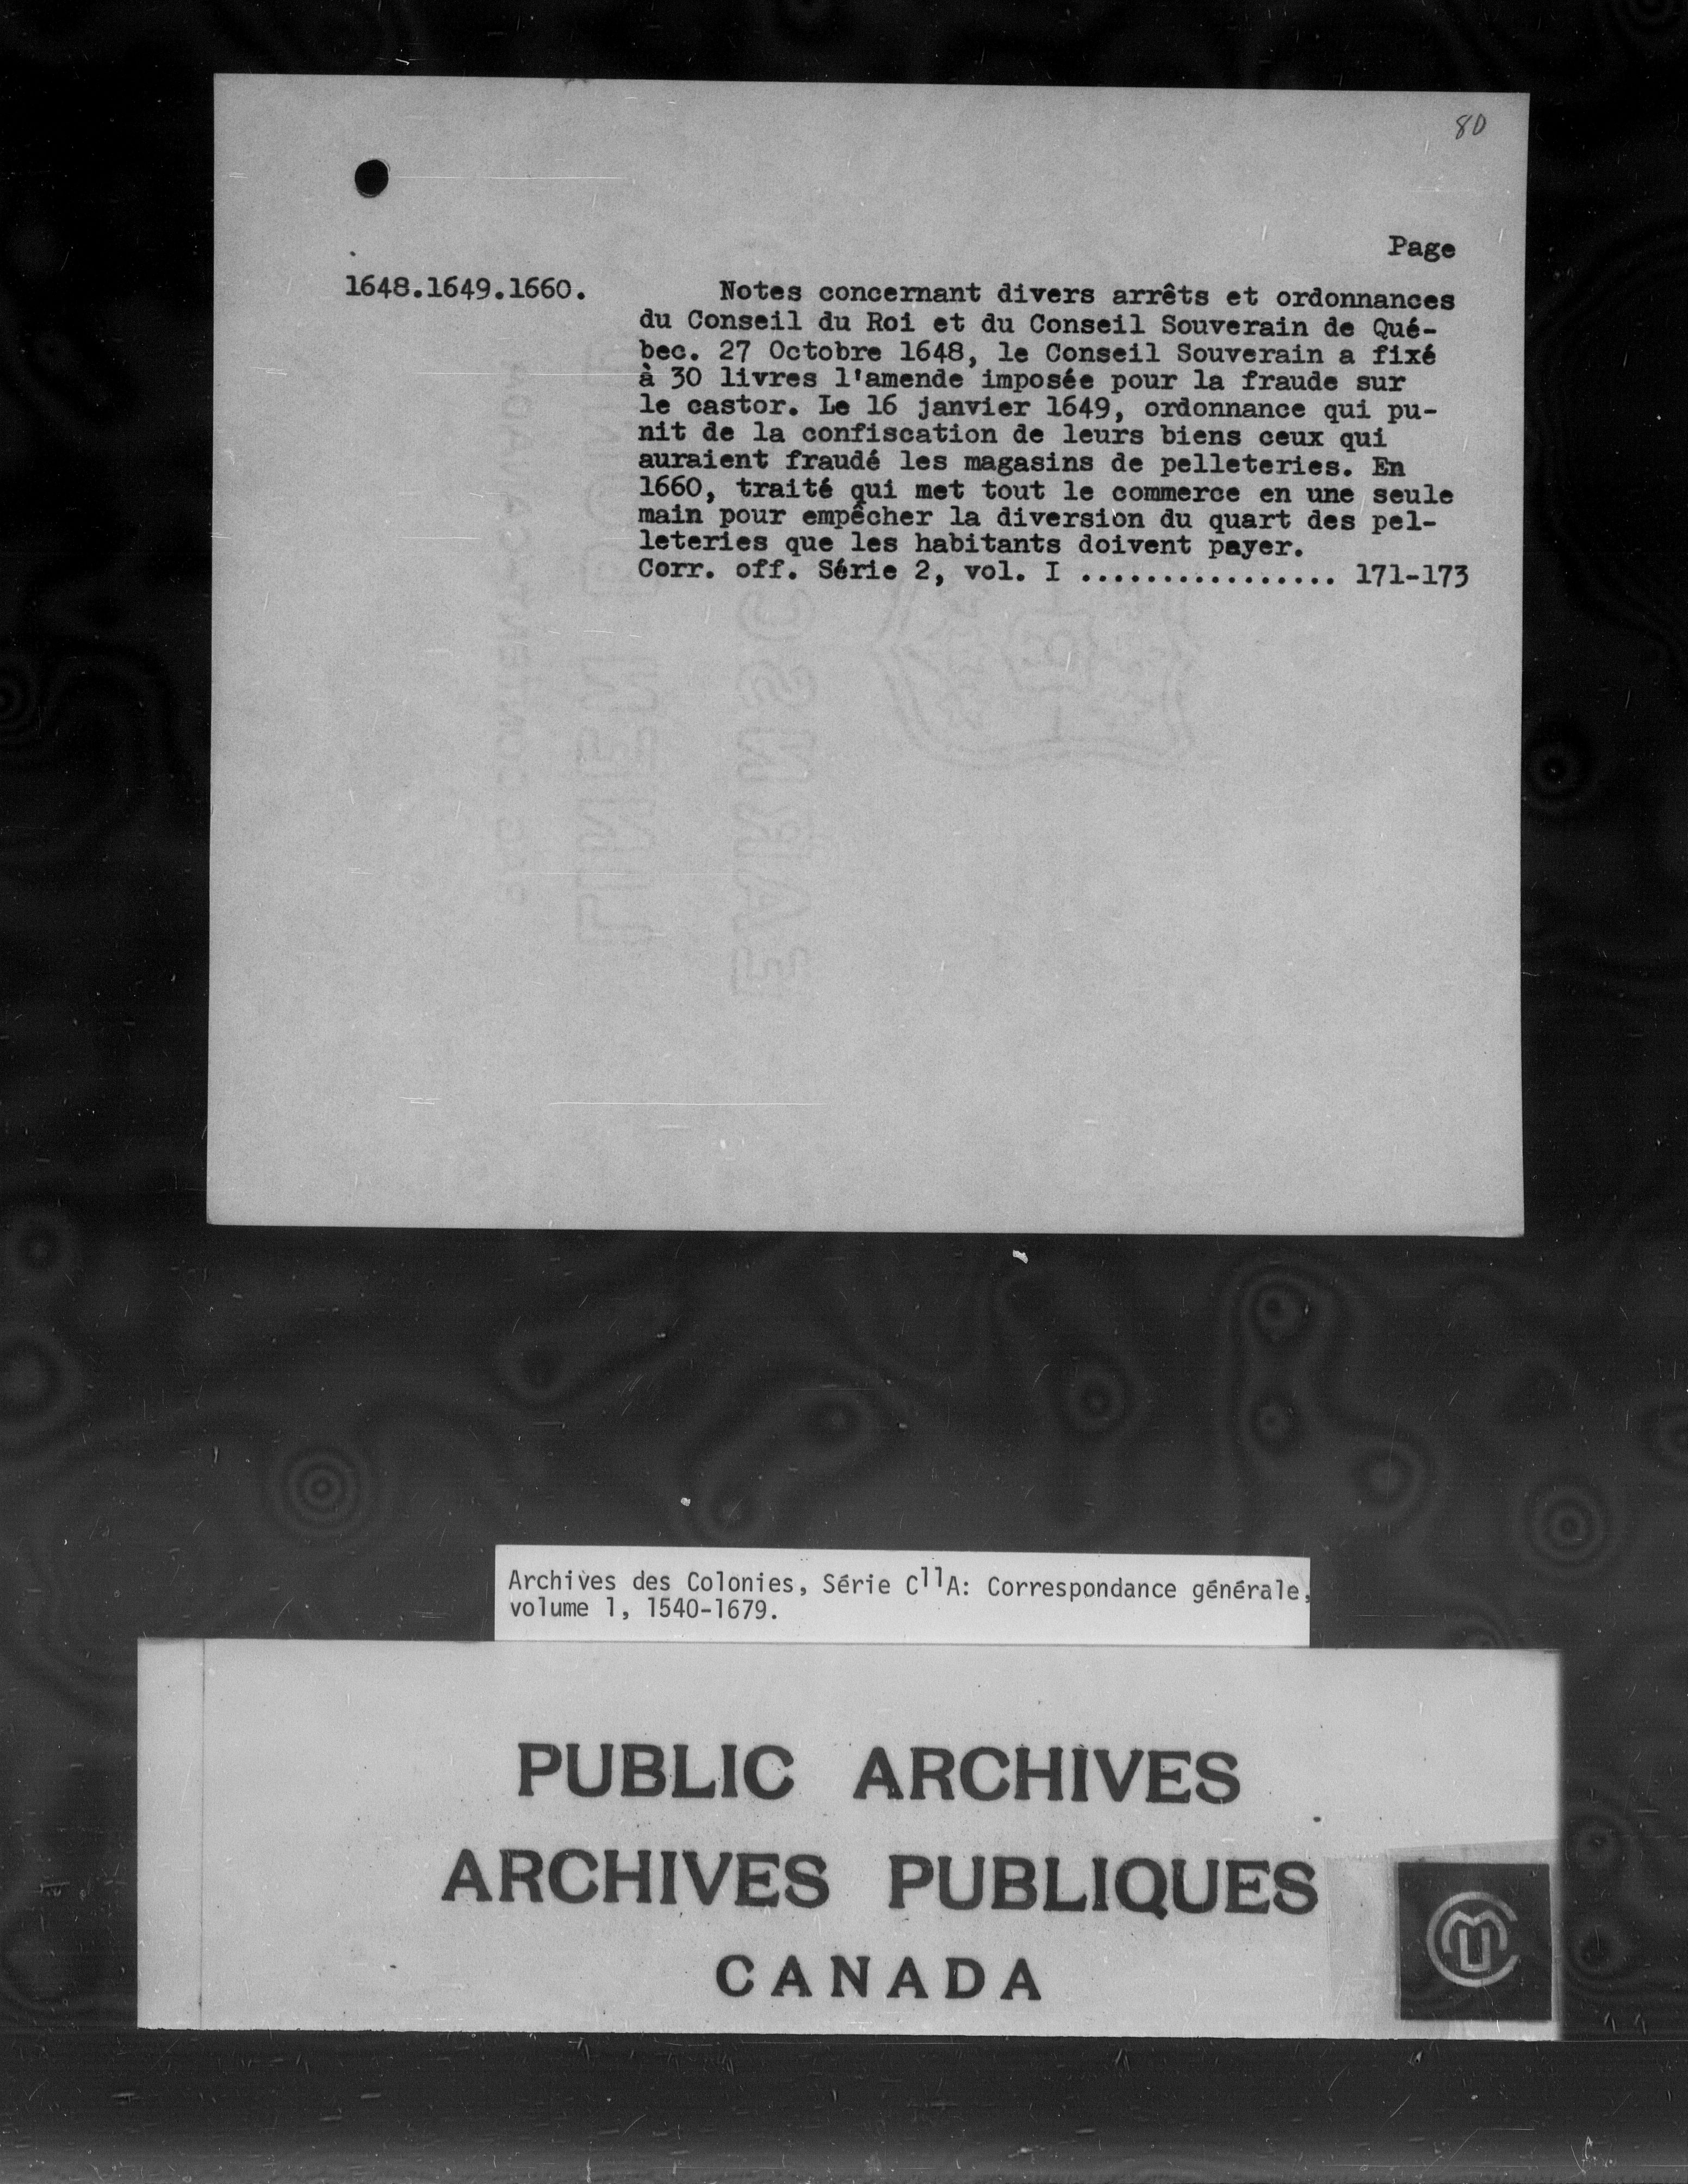 80
Page
1648.1649.1660. Notes concernant divers arrêts et ordonnances
du Conseil du Roi et du Conseil Souverain de Qué-
bec. 27 Octobre 1648, le Conseil Souverain a fixé
à 30 livres l'amende imposée pour la fraude sur
le castor. Le 16 janvier 1649, ordonnance qui pu-
nit de la confiscation de leurs biens ceux qui
auraient fraudé les magasins de pelleteries. En
1660, traité qui met tout le commerce en une seule
main pour empêcher la diversion du quart des pel-
leteries que les habitants doivent payer.
Corr. off. Série 2, vol. I ................ 171-173
Archives des Colonies, Série C11A: Correspondance générale,
volume 1, 1540-1679.
PUBLIC ARCHIVES
ARCHIVES PUBLIQUES
CANADA